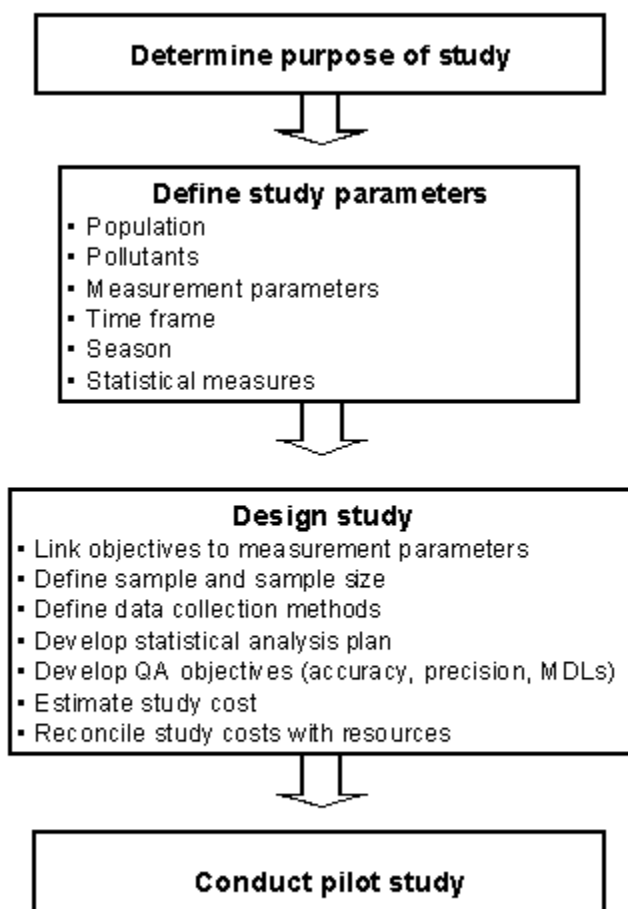 Determine purpose of study
Define study parameters
▪ Population
▪ Pollutants
▪ Measurement parameters
▪ Time frame
▪ Season
▪ Statistical measures
Design study
▪ Link objectives to measurement parameters
▪ Define sample and sample size
▪ Define data collection methods
▪ Develop statistical analysis plan
▪ Develop QA objectives (accuracy, precision, MDLs)
▪ Estimate study cost
▪ Reconcile study costs with resources
Conduct pilot study